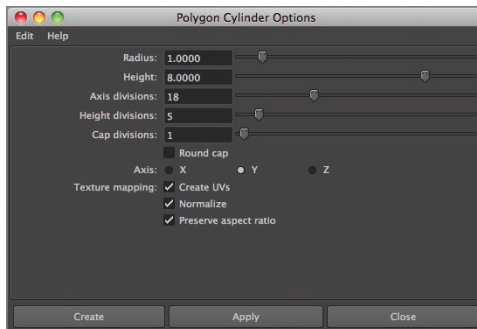 Polygon Cylinder Options
Edit Help
Radius: 1.0000
Height: 8.0000
Axis divisions: 18
Height divisions: 5
Cap divisions: 1
Round cap
Axis: X Y Z
Texture mapping: Create UVs
Normalize
Preserve aspect ratio
Create Apply Close